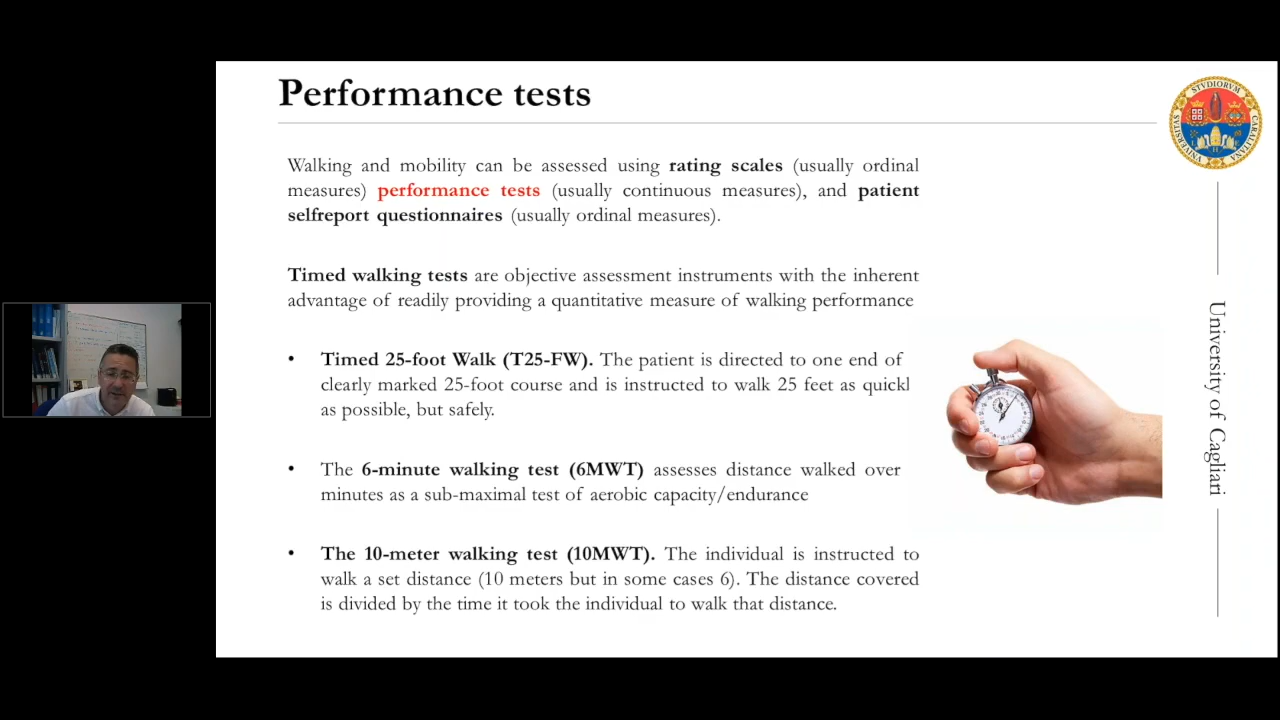 Performance tests
Walking and mobility can be assessed using rating scales (usually ordinal
measures) performance tests (usually continuous measures), and patient
selfreport questionnaires (usually ordinal measures).
Timed walking tests are objective assessment instruments with the inherent
advantage of readily providing a quantitative measure of walking performance
• Timed 25-foot Walk (T25-FW). The patient is directed to one end of
clearly marked 25-foot course and is instructed to walk 25 feet as quickl
as possible, but safely.
• The 6-minute walking test (6MWT) assesses distance walked over
minutes as a sub-maximal test of aerobic capacity/endurance
• The 10-meter walking test (10MWT). The individual is instructed to
walk a set distance (10 meters but in some cases 6). The distance covered
is divided by the time it took the individual to walk that distance.
University of Cagliari